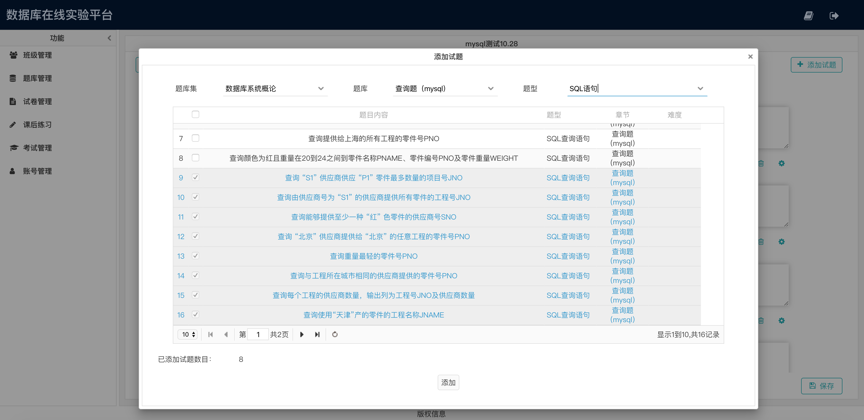 数据库在线实验平台
功能
班级管理
题库管理
试卷管理
课后练习
考试管理
账号管理
mysql测试10.28
添加试题
添加试题
题库集 数据库系统概论 题库 查询题（mysql） 题型 SQL语句
题目内容 题型 章节 难度
(mysql)
7 查询提供给上海的所有工程的零件号PNO SQL查询语句 查询题 (mysql)
8 查询颜色为红且重量在20到24之间到零件名称PNAME、零件编号PNO及零件重量WEIGHT SQL查询语句 查询题 (mysql)
9 查询“S1”供应商供应“P1”零件最多数量的项目号JNO SQL查询语句 查询题 (mysql)
10 查询由供应商号为“S1”的供应商提供所有零件的工程号JNO SQL查询语句 查询题 (mysql)
11 查询能够提供至少一种“红”色零件的供应商号SNO SQL查询语句 查询题 (mysql)
12 查询“北京”供应商提供给“北京”的任意工程的零件号PNO SQL查询语句 查询题 (mysql)
13 查询重量最轻的零件号PNO SQL查询语句 查询题 (mysql)
14 查询与工程所在城市相同的供应商提供的零件号PNO SQL查询语句 查询题 (mysql)
15 查询每个工程的供应商数量，输出列为工程号JNO及供应商数量 SQL查询语句 查询题 (mysql)
16 查询使用“天津”产的零件的工程名称JNAME SQL查询语句 查询题 (mysql)
10 第 1 共2页 显示1到10,共16记录
已添加试题数目： 8
添加
保存
版权信息